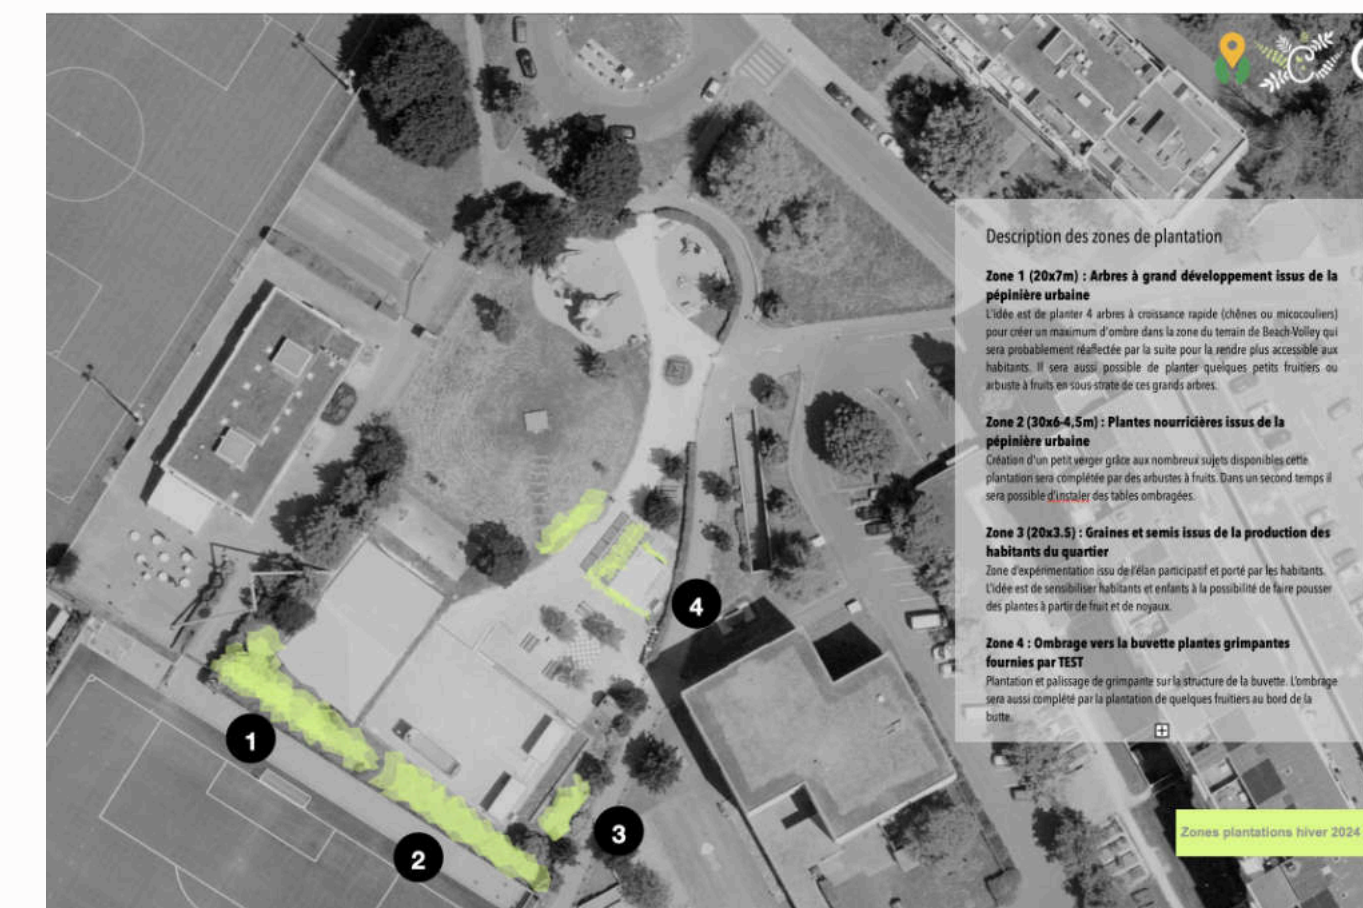 Description des zones de plantation
Zone 1 (20x7m) : Arbres à grand développement issus de la
pépinière urbaine
L'idée est de planter 4 arbres à croissance rapide (chênes ou micocouliers)
pour créer un maximum d'ombre dans la zone du terrain de Beach-Volley qui
sera probablement réaffectée par la suite pour la rendre plus accessible aux
habitants. Il sera aussi possible de planter quelques petits fruitiers ou
arbuste à fruits en sous-strate de ces grands arbres.
Zone 2 (30x6-4,5m) : Plantes nourricières issus de la
pépinière urbaine
Création d'un petit verger grâce aux nombreux sujets disponibles cette
plantation sera complétée par des arbustes à fruits. Dans un second temps il
sera possible d'instaler des tables ombragées.
Zone 3 (20x3.5) : Graines et semis issus de la production des
habitants du quartier
Zone d'expérimentation issu de l'élan participatif et porté par les habitants.
L'idée est de sensibiliser habitants et enfants à la possibilité de faire pousser
des plantes à partir de fruit et de noyaux.
4
Zone 4 : Ombrage vers la buvette plantes grimpantes
fournies par TEST
Plantation et palissage de grimpante sur la structure de la buvette. L'ombrage
sera aussi complété par la plantation de quelques fruitiers au bord de la
butte.
1
2
3
Zones plantations hiver 2024